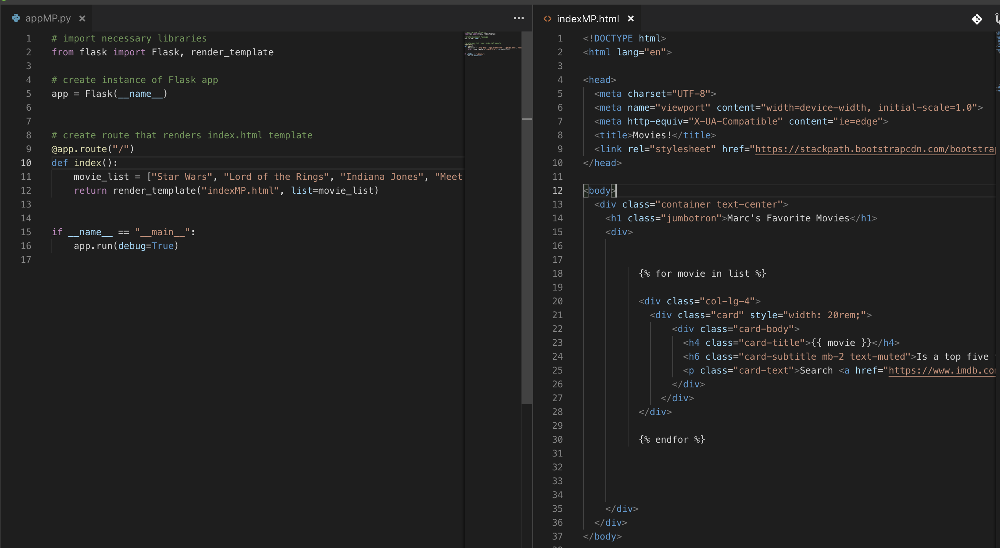 appMP.py
1 # import necessary libraries
2 from flask import Flask, render_template
3
4 # create instance of Flask app
5 app = Flask(__name__)
6
7
8 # create route that renders index.html template
9 @app.route("/")
10 def index():
11 movie_list = ["Star Wars", "Lord of the Rings", "Indiana Jones", "Meet
12 return render_template("indexMP.html", list=movie_list)
13
14
15 if __name__ == "__main__":
16 app.run(debug=True)
17
indexMP.html
1 <!DOCTYPE html>
2 <html lang="en">
3
4 <head>
5 <meta charset="UTF-8">
6 <meta name="viewport" content="width=device-width, initial-scale=1.0">
7 <meta http-equiv="X-UA-Compatible" content="ie=edge">
8 <title>Movies!</title>
9 <link rel="stylesheet" href="https://stackpath.bootstrapcdn.com/bootstrap
10 </head>
11
12 <body>
13 <div class="container text-center">
14 <h1 class="jumbotron">Marc's Favorite Movies</h1>
15 <div>
16
17
18 {% for movie in list %}
19
20 <div class="col-lg-4">
21 <div class="card" style="width: 20rem;">
22 <div class="card-body">
23 <h4 class="card-title">{{ movie }}</h4>
24 <h6 class="card-subtitle mb-2 text-muted">Is a top five
25 <p class="card-text">Search <a href="https://www.imdb.com
26 </div>
27 </div>
28 </div>
29
30 {% endfor %}
31
32
33
34
35 </div>
36 </div>
37 </body>